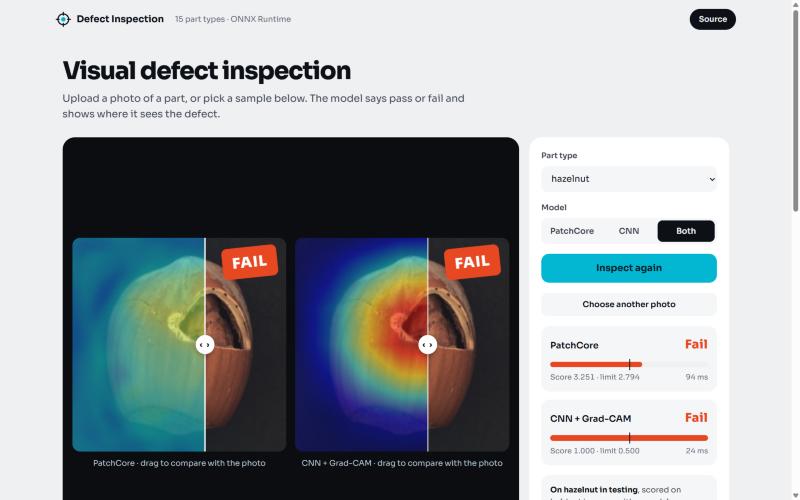 Defect Inspection
15 part types · ONNX Runtime
Source
Visual defect inspection
Upload a photo of a part, or pick a sample below. The model says pass or fail and
shows where it sees the defect.
FAIL
FAIL
PatchCore · drag to compare with the photo
CNN + Grad-CAM · drag to compare with the photo
Part type
hazelnut
Model
PatchCore
CNN
Both
Inspect again
Choose another photo
PatchCore
Fail
Score 3.251 · limit 2.794
94 ms
CNN + Grad-CAM
Fail
Score 1.000 · limit 0.500
24 ms
On hazelnut in testing, scored on